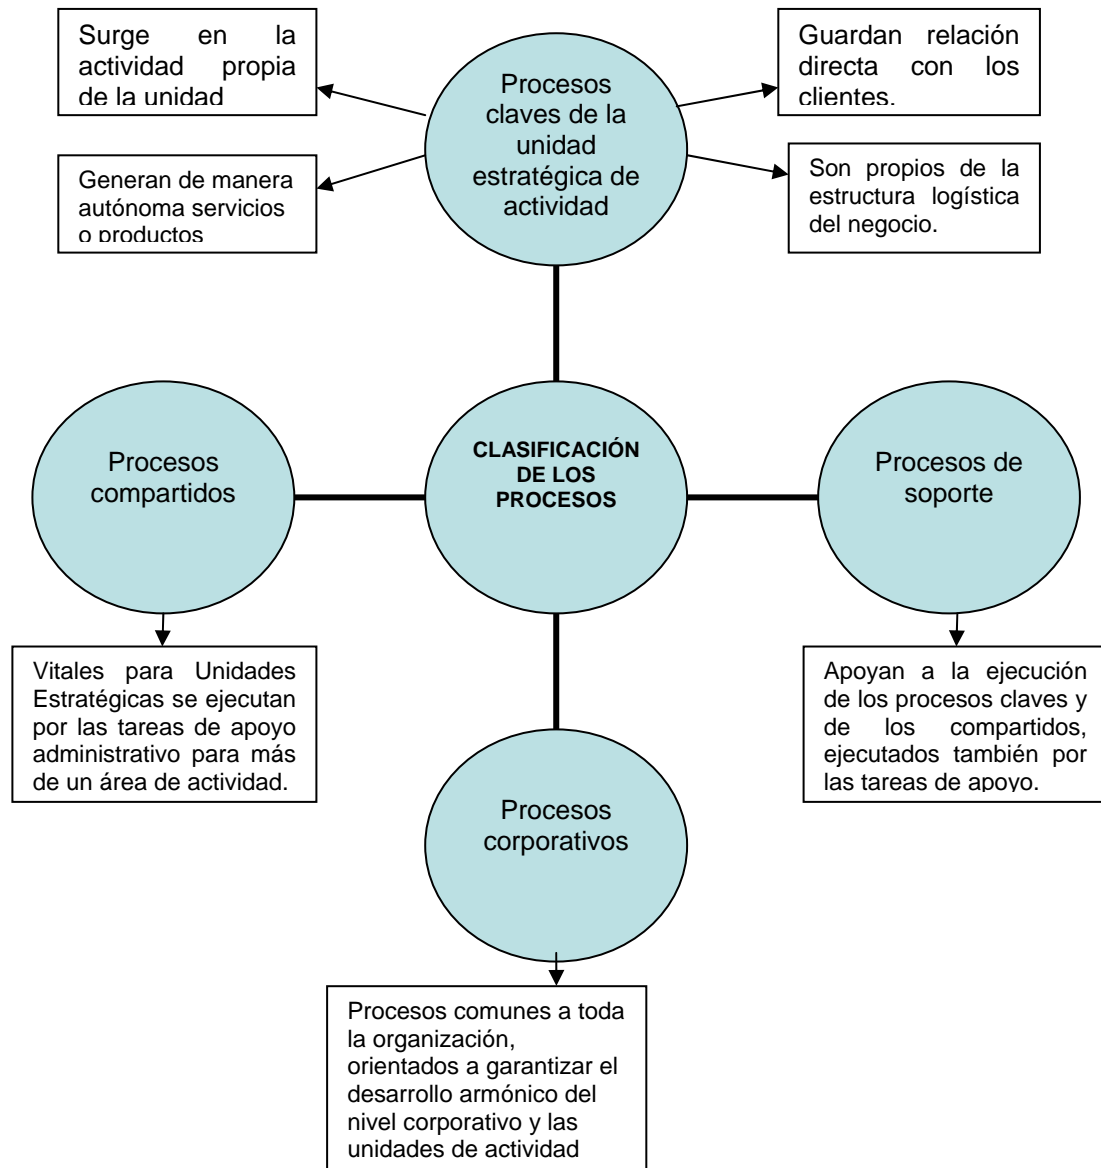 Surge en la
actividad propia
de la unidad
Procesos
claves de la
unidad
estratégica de
actividad
Guardan relación
directa con los
clientes.
Generan de manera
autónoma servicios
o productos
Son propios de la
estructura logística
del negocio.
Procesos
compartidos
CLASIFICACIÓN
DE LOS
PROCESOS
Procesos de
soporte
Vitales para Unidades
Estratégicas se ejecutan
por las tareas de apoyo
administrativo para más
de un área de actividad.
Apoyan a la ejecución
de los procesos claves y
de los compartidos,
ejecutados también por
las tareas de apoyo.
Procesos
corporativos
Procesos comunes a toda
la organización,
orientados a garantizar el
desarrollo armónico del
nivel corporativo y las
unidades de actividad